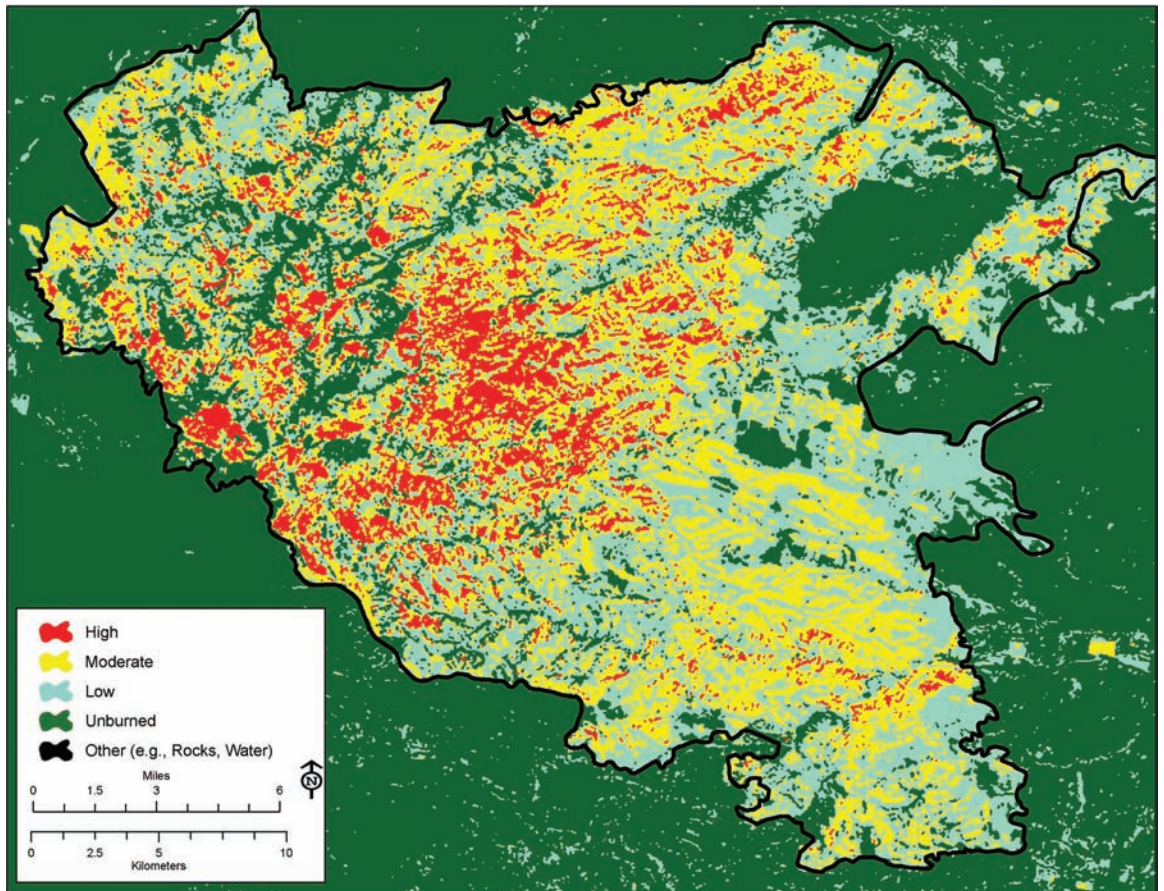 High
Moderate
Low
Unburned
Other (e.g., Rocks, Water)
Miles
0 1.5 3 6
N
0 2.5 5 10
Kilometers